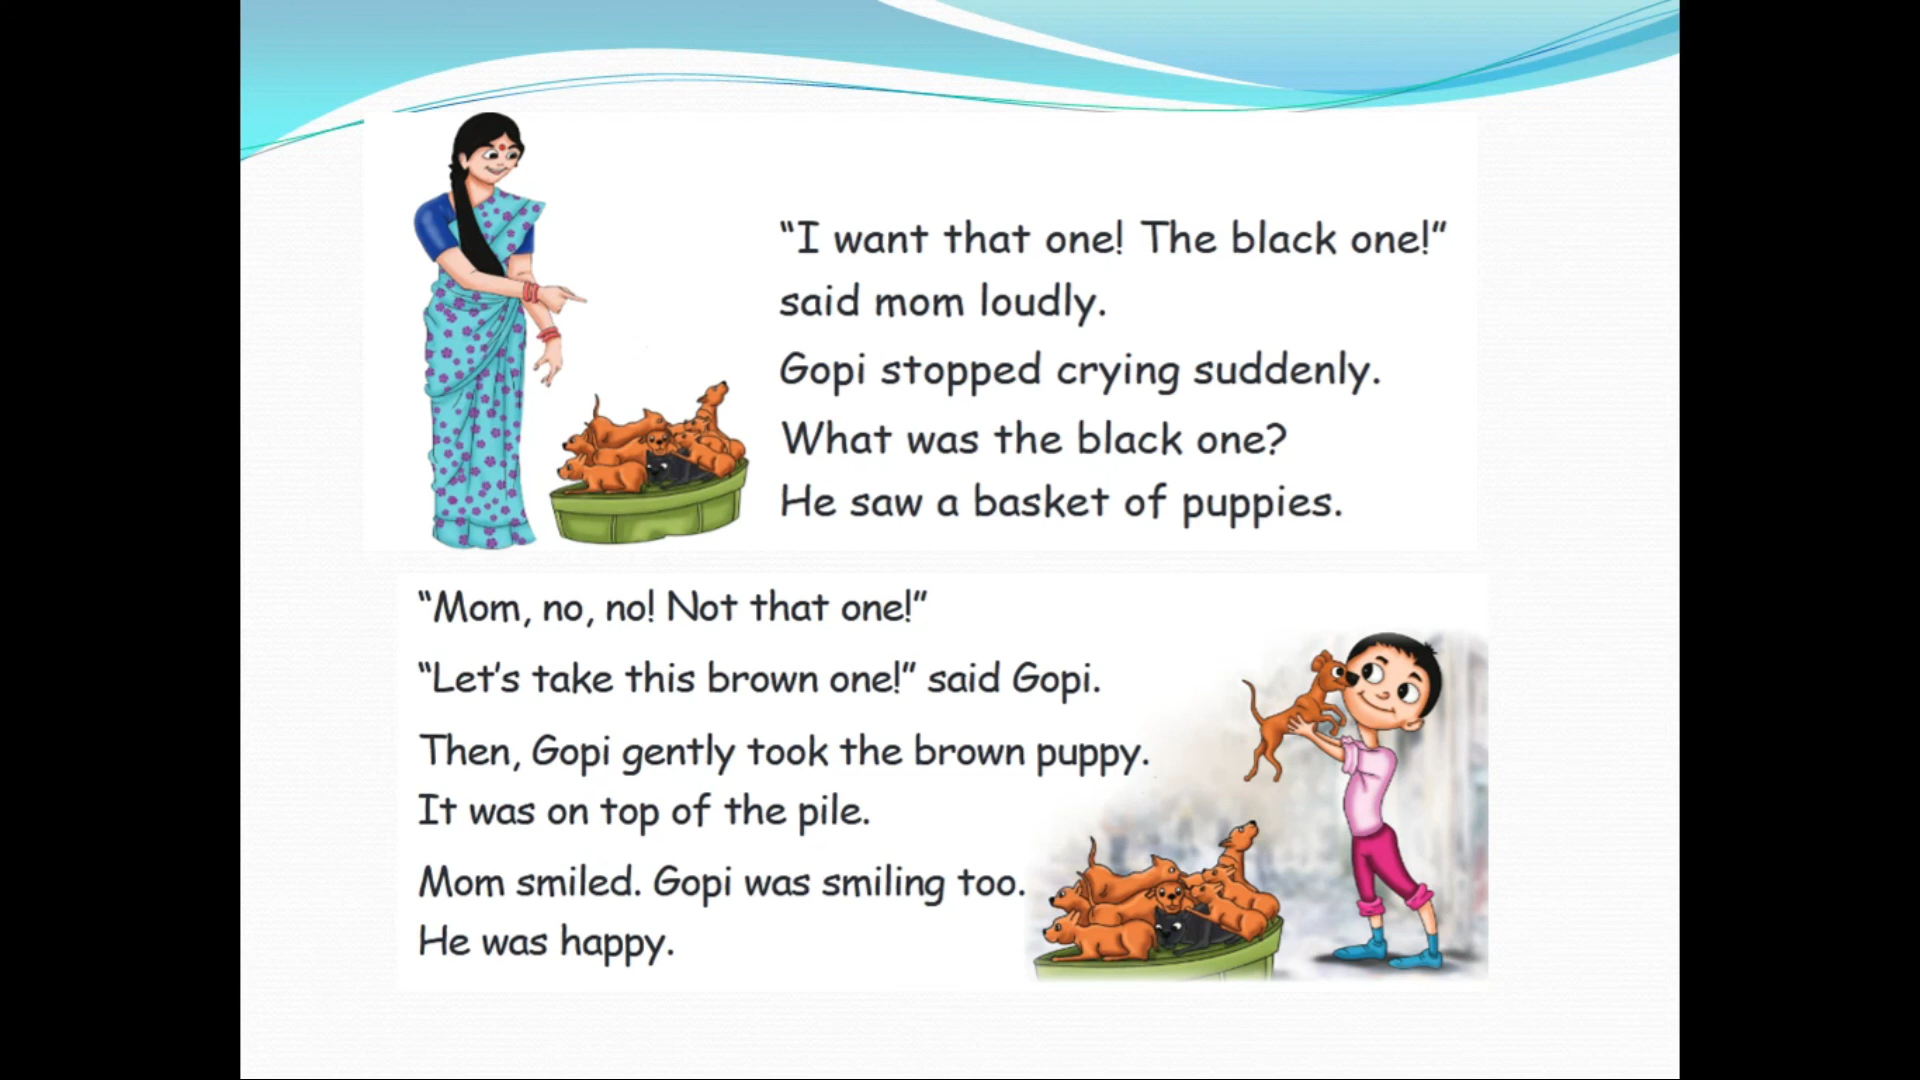 “I want that one! The black one!”
said mom loudly.
Gopi stopped crying suddenly.
What was the black one?
He saw a basket of puppies.
“Mom, no, no! Not that one!”
“Let’s take this brown one!” said Gopi.
Then, Gopi gently took the brown puppy.
It was on top of the pile.
Mom smiled. Gopi was smiling too.
He was happy.